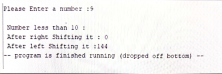 Please Enter a number :9
Number less than 10 :
After right Shifting it : 0
After left Shifting it :144
-- program is finished running (dropped off bottom) --